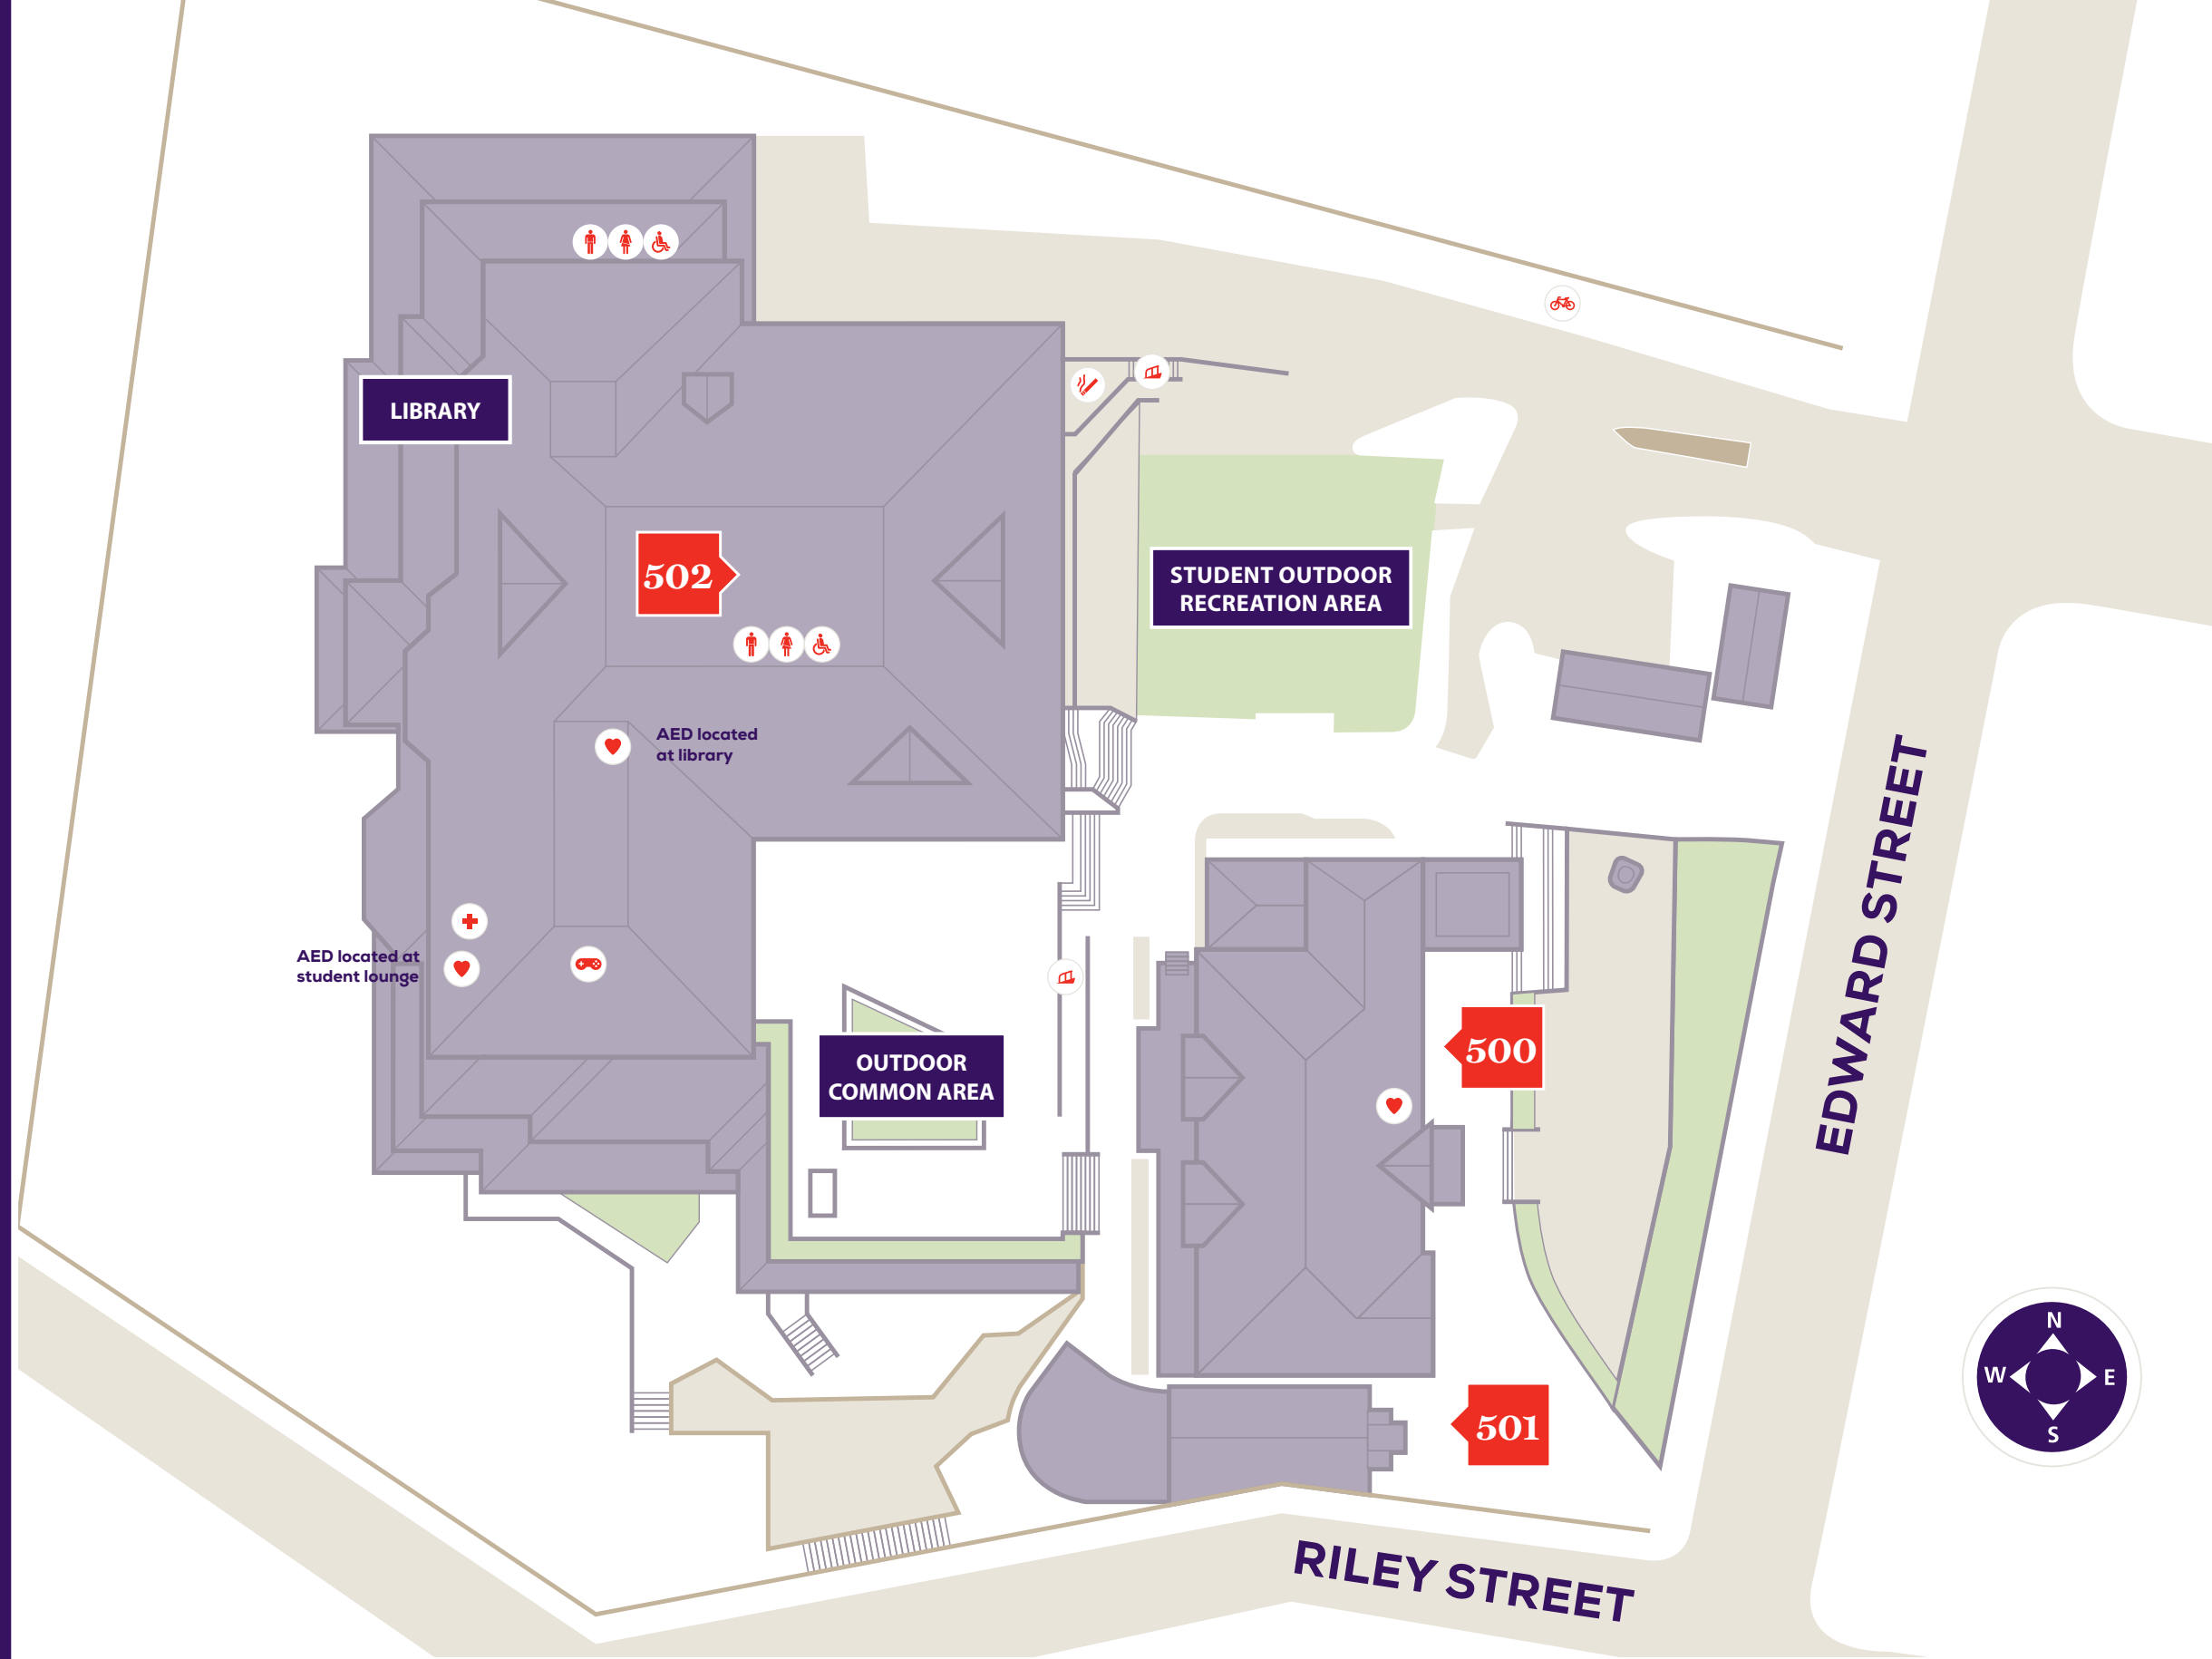 LIBRARY
502
STUDENT OUTDOOR
RECREATION AREA
AED located
at library
EDWARD STREET
AED located at
student lounge
OUTDOOR
COMMON AREA
500
501
N
W
E
S
RILEY STREET